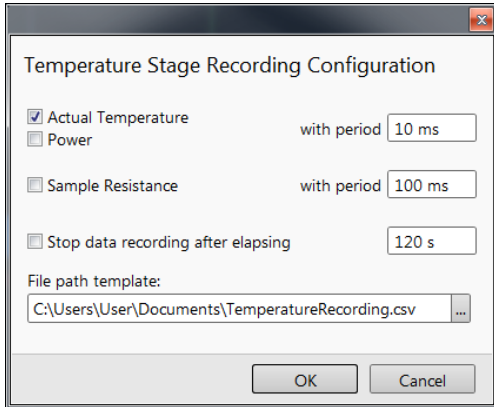 Temperature Stage Recording Configuration
Actual Temperature
Power
with period 10 ms
Sample Resistance with period 100 ms
Stop data recording after elapsing 120 s
File path template:
C:\Users\User\Documents\TemperatureRecording.csv ...
OK Cancel